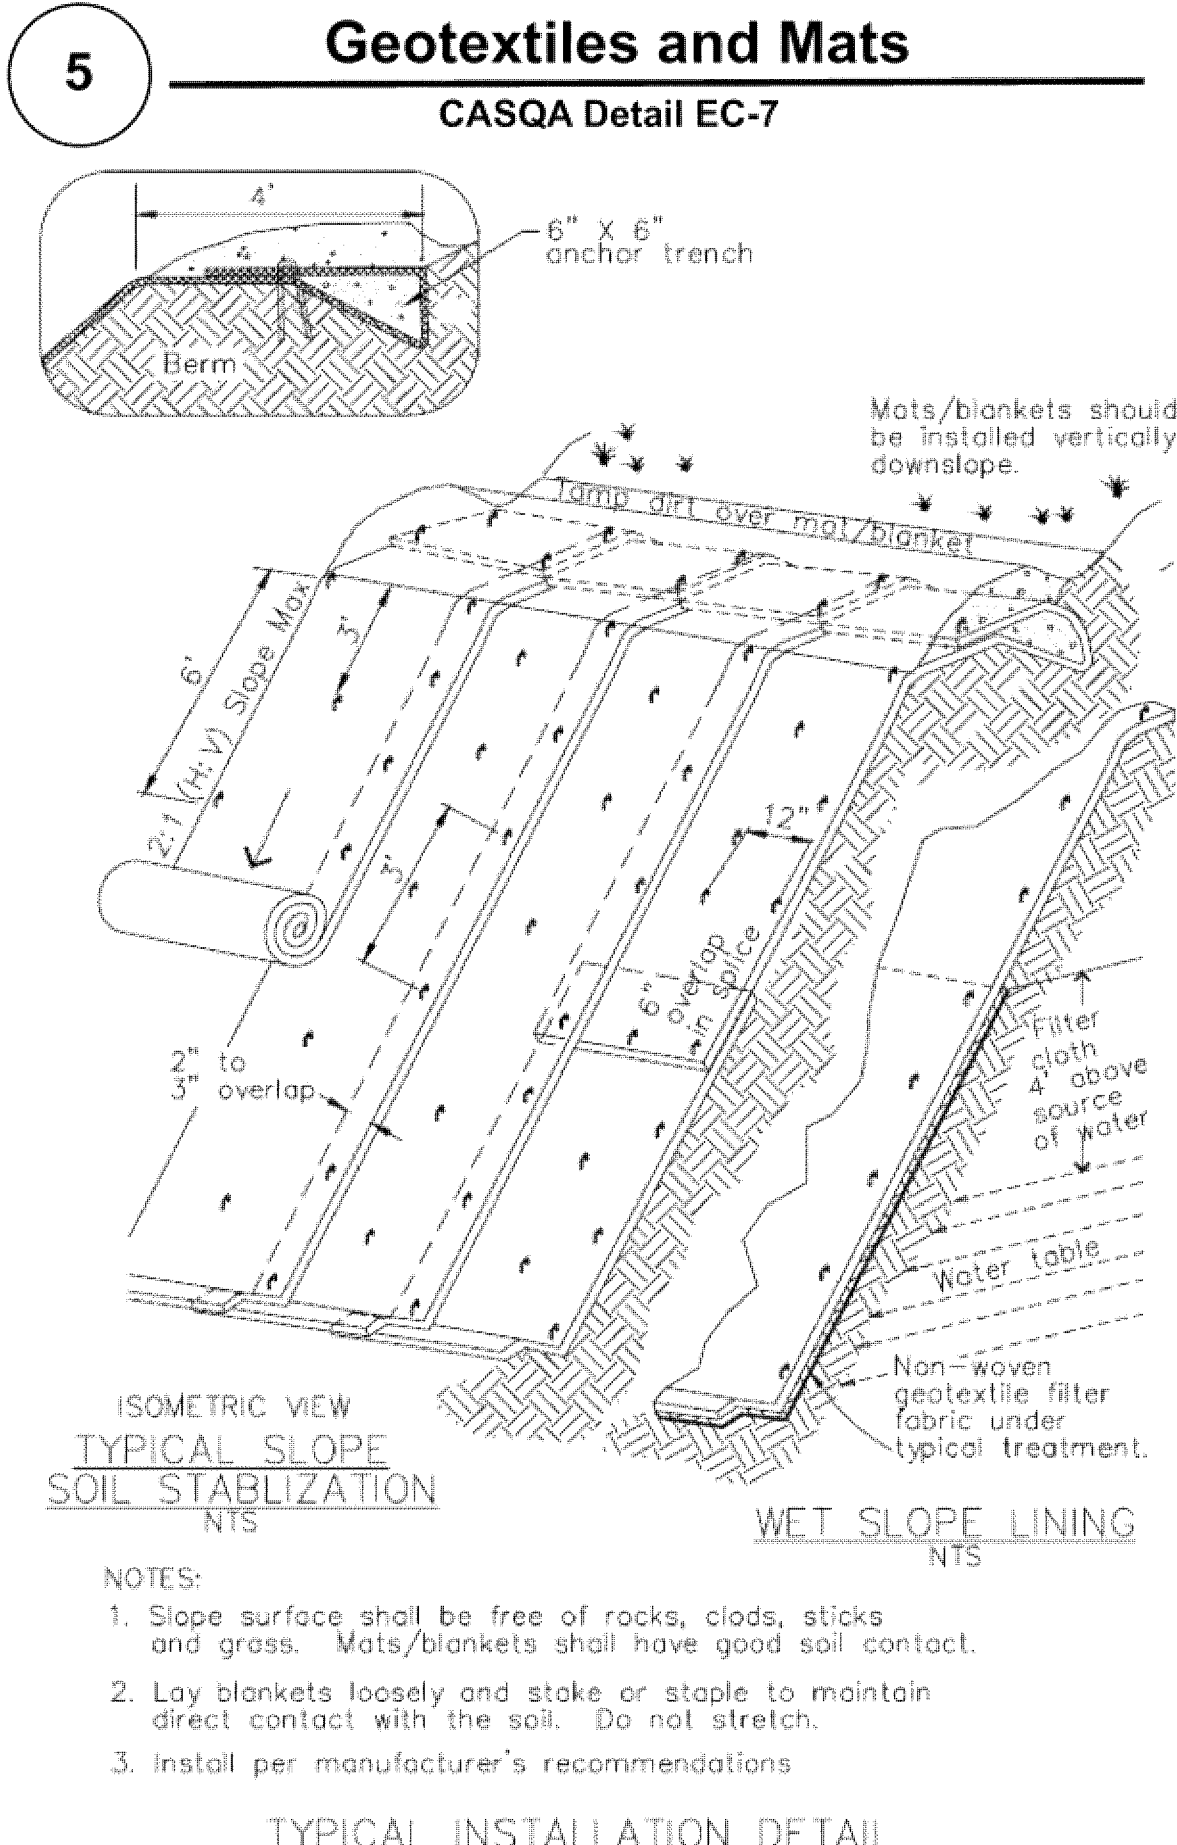 5
Geotextiles and Mats
CASQA Detail EC-7
4'
6" X 6"
anchor trench
Berm
Mats/blankets should
be installed vertically
downslope.
Tamp dirt over mat/blanket
6'
3'
2:1 (H:V) Slope Max.
12"
3'
6"
overlap
in splice
2" to
3" overlap
Filter
cloth
4' above
source
of water
Water table
Non-woven
geotextile filter
fabric under
typical treatment.
ISOMETRIC VIEW
TYPICAL SLOPE
SOIL STABLIZATION
NTS
WET SLOPE LINING
NTS
NOTES:
1. Slope surface shall be free of rocks, clods, sticks
and grass. Mats/blankets shall have good soil contact.
2. Lay blankets loosely and stake or staple to maintain
direct contact with the soil. Do not stretch.
3. Install per manufacturer's recommendations
TYPICAL INSTALLATION DETAIL